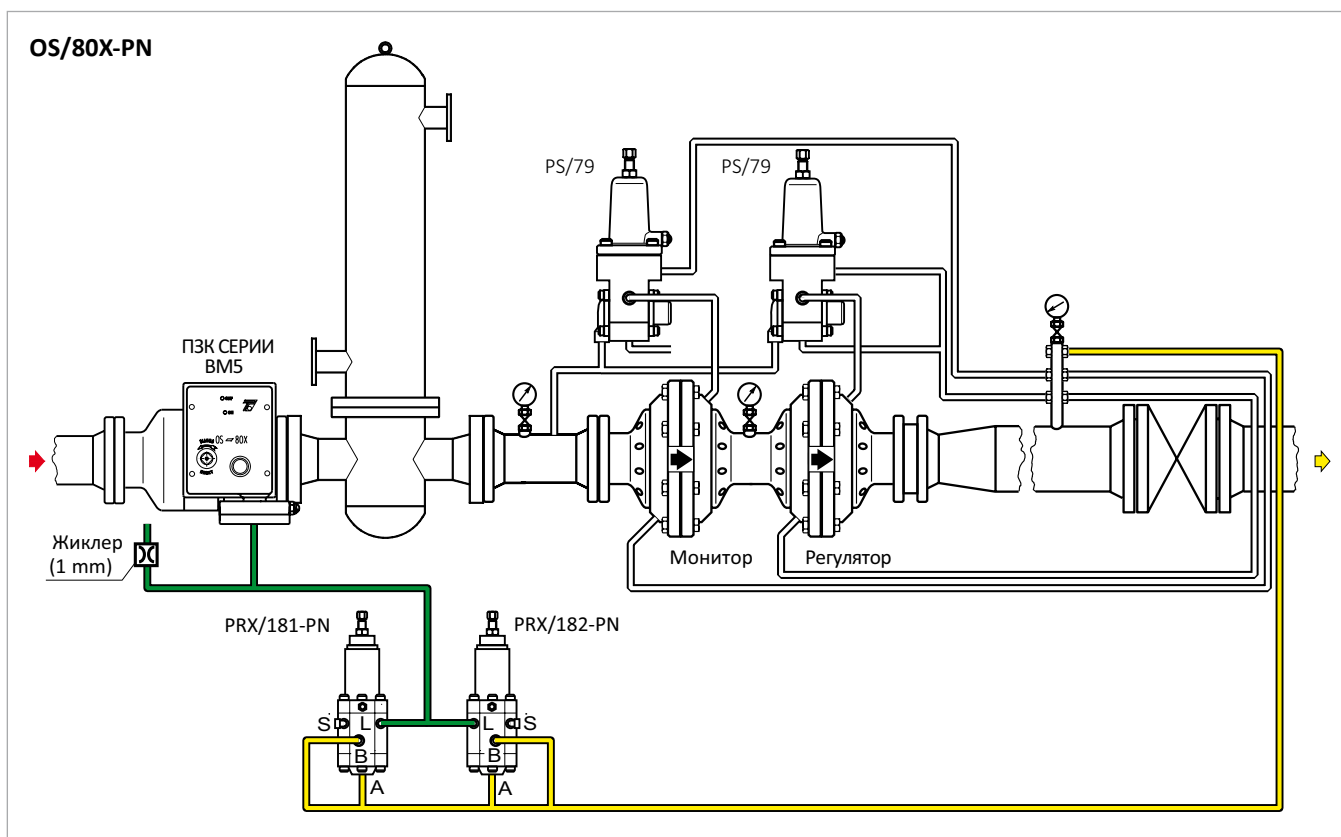 OS/80X-PN
PS/79
PS/79
ПЗК СЕРИИ
BM5
OS
80X
Жиклер
(1 mm)
Монитор
Регулятор
PRX/181-PN
PRX/182-PN
S
L
L
S
B
B
A
A